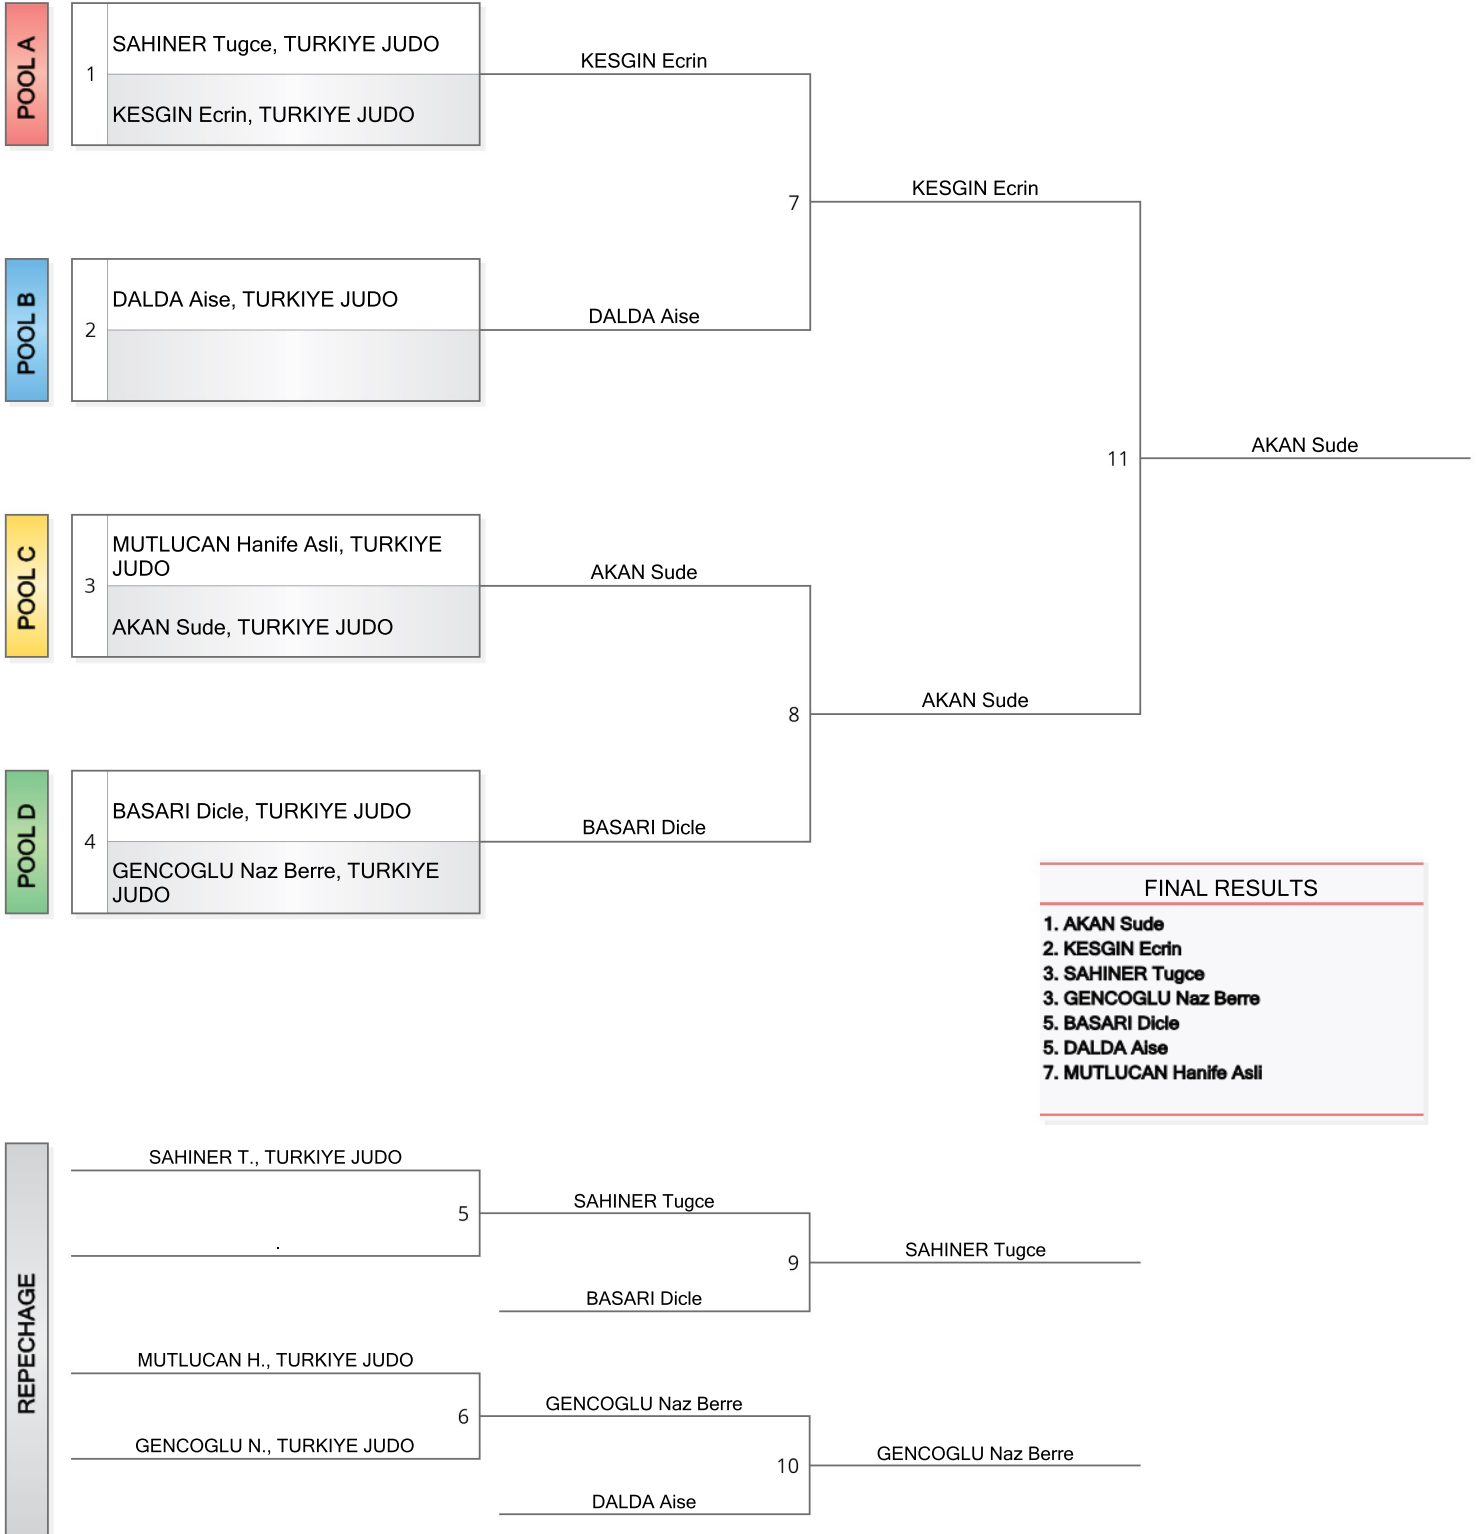 POOL A
1
SAHINER Tugce, TURKIYE JUDO
KESGIN Ecrin, TURKIYE JUDO
KESGIN Ecrin
7
KESGIN Ecrin
POOL B
2
DALDA Aise, TURKIYE JUDO
DALDA Aise
11
AKAN Sude
POOL C
3
MUTLUCAN Hanife Asli, TURKIYE
JUDO
AKAN Sude, TURKIYE JUDO
AKAN Sude
8
AKAN Sude
POOL D
4
BASARI Dicle, TURKIYE JUDO
GENCOGLU Naz Berre, TURKIYE
JUDO
BASARI Dicle
FINAL RESULTS
1. AKAN Sude
2. KESGIN Ecrin
3. SAHINER Tugce
3. GENCOGLU Naz Berre
5. BASARI Dicle
5. DALDA Aise
7. MUTLUCAN Hanife Asli
REPECHAGE
SAHINER T., TURKIYE JUDO
5
.
SAHINER Tugce
9
BASARI Dicle
SAHINER Tugce
MUTLUCAN H., TURKIYE JUDO
6
GENCOGLU N., TURKIYE JUDO
GENCOGLU Naz Berre
10
DALDA Aise
GENCOGLU Naz Berre